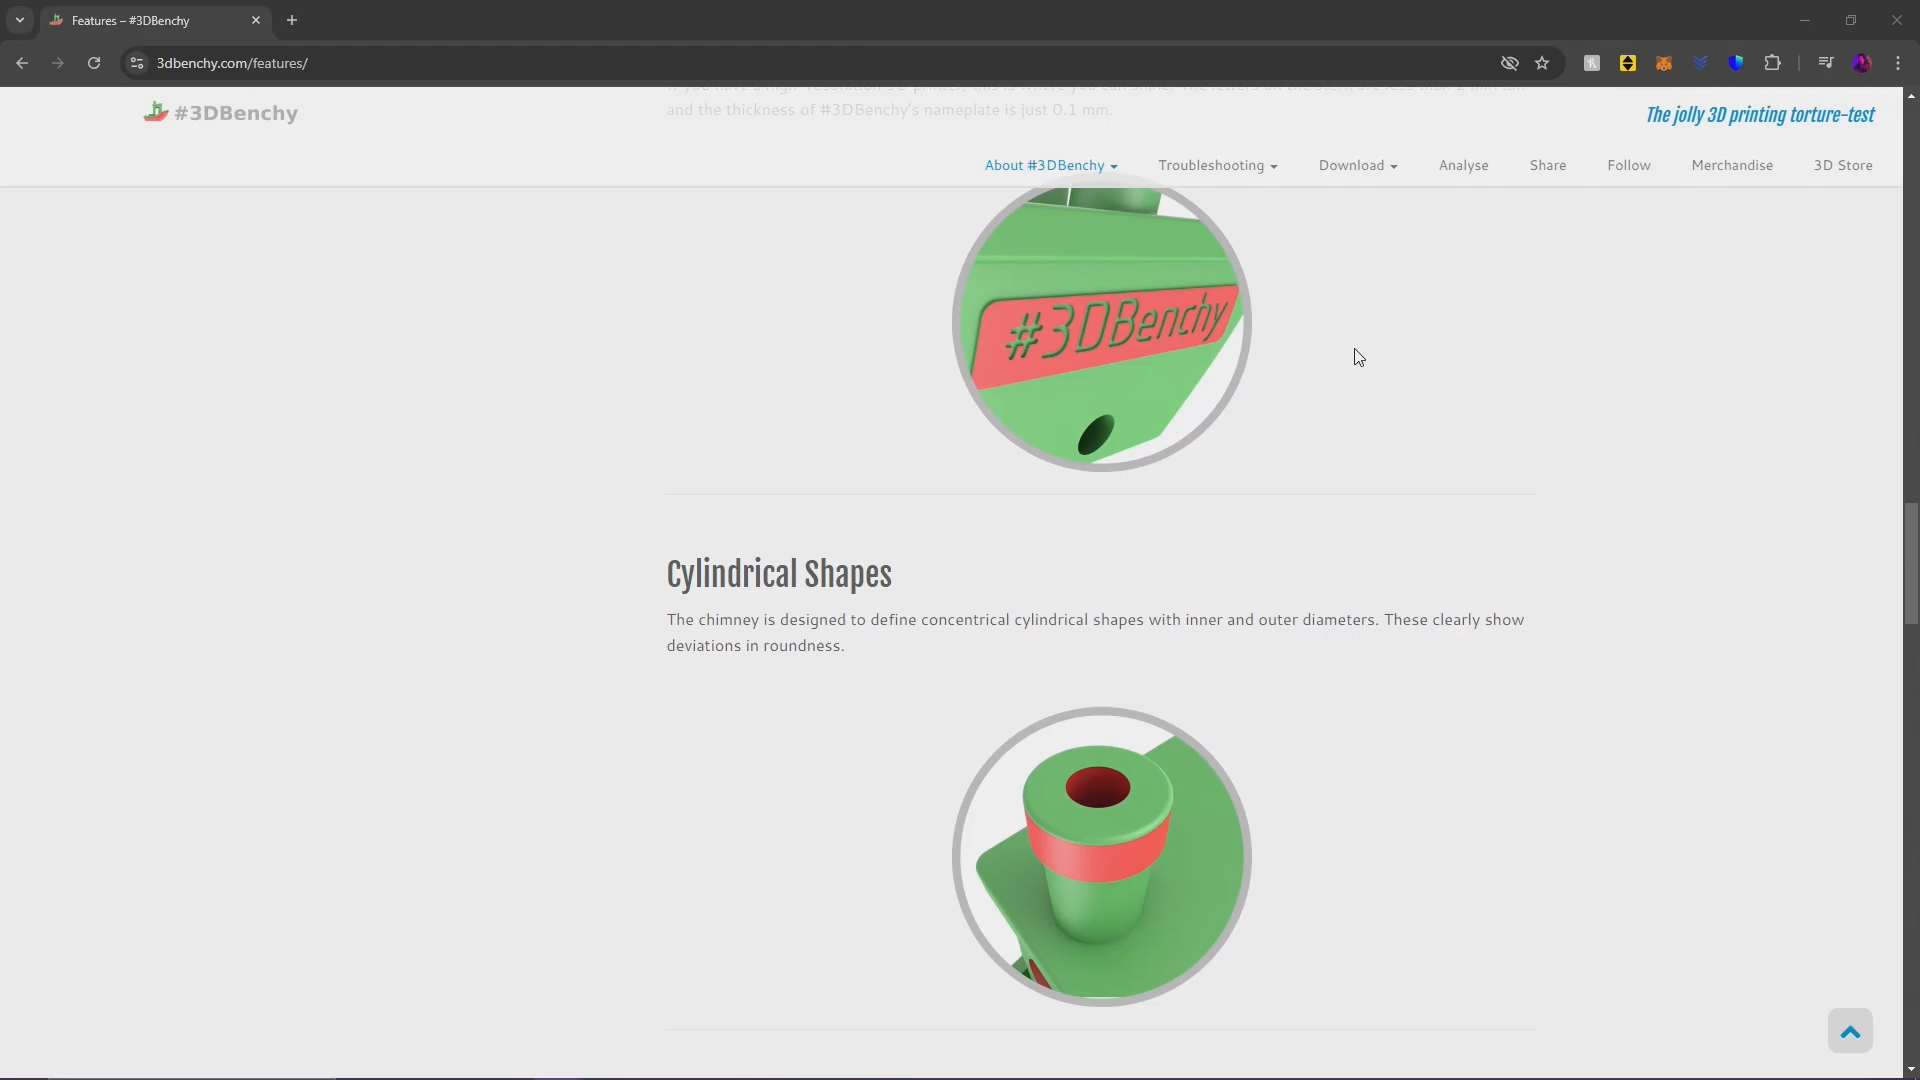 Features – #3DBenchy
3dbenchy.com/features/
#3DBenchy
and the thickness of #3DBenchy's nameplate is just 0.1 mm.
The jolly 3D printing torture-test
About #3DBenchy
Troubleshooting
Download
Analyse
Share
Follow
Merchandise
3D Store
#3DBenchy
Cylindrical Shapes
The chimney is designed to define concentrical cylindrical shapes with inner and outer diameters. These clearly show
deviations in roundness.